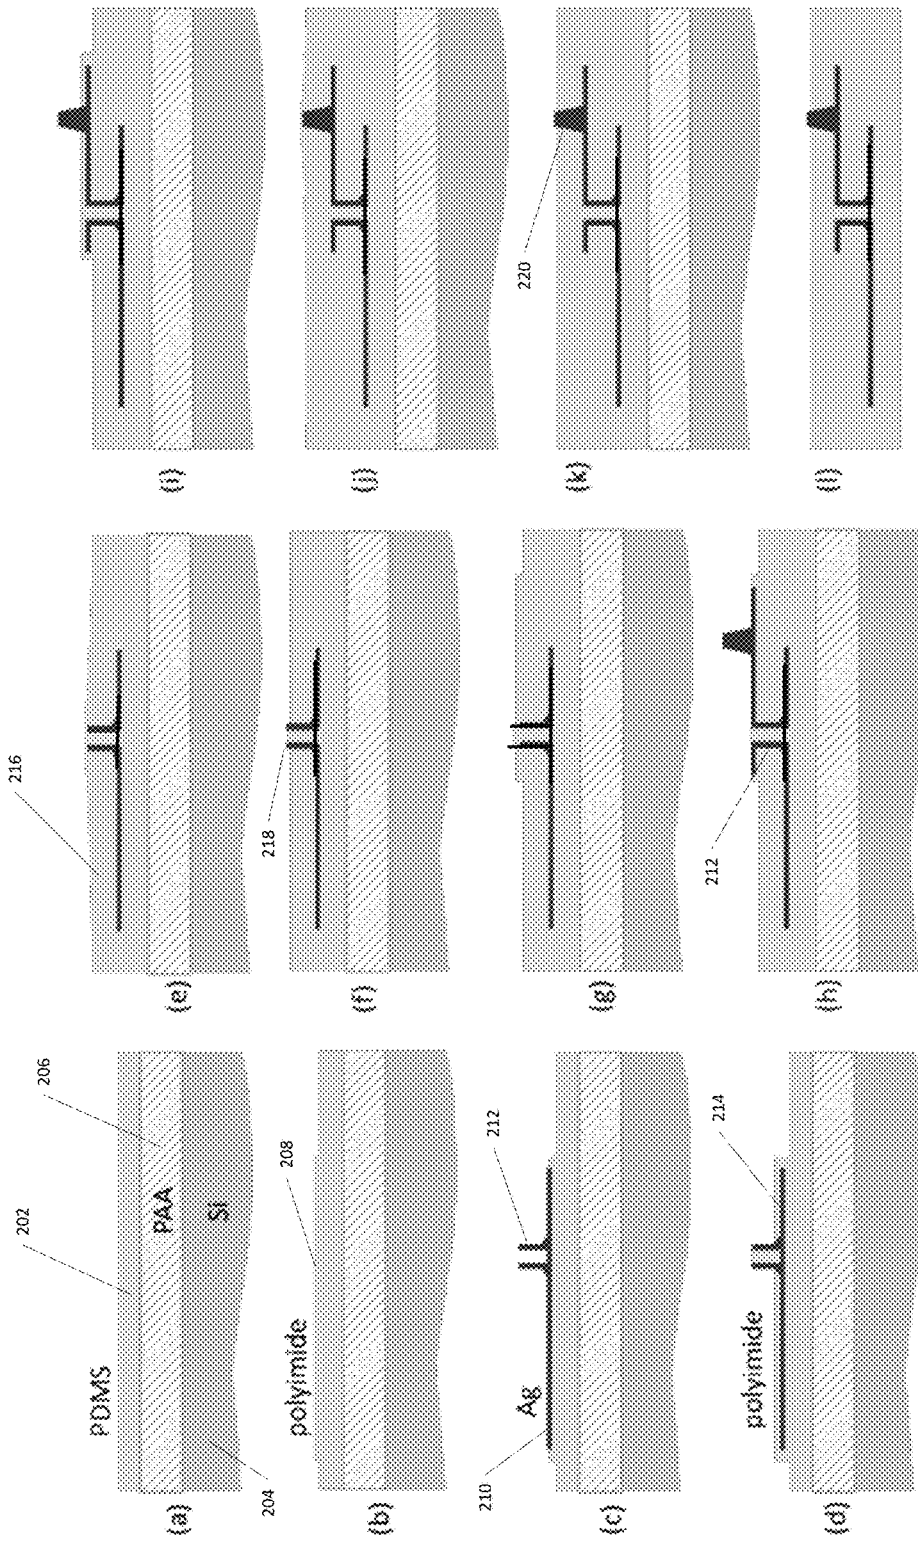 (a)
PDMS
PAA
Si
202
204
206
(b)
polyimide
208
(c)
Ag
210
212
(d)
polyimide
214
(e)
216
(f)
218
(g)
(h)
212
(i)
(j)
(k)
220
(l)